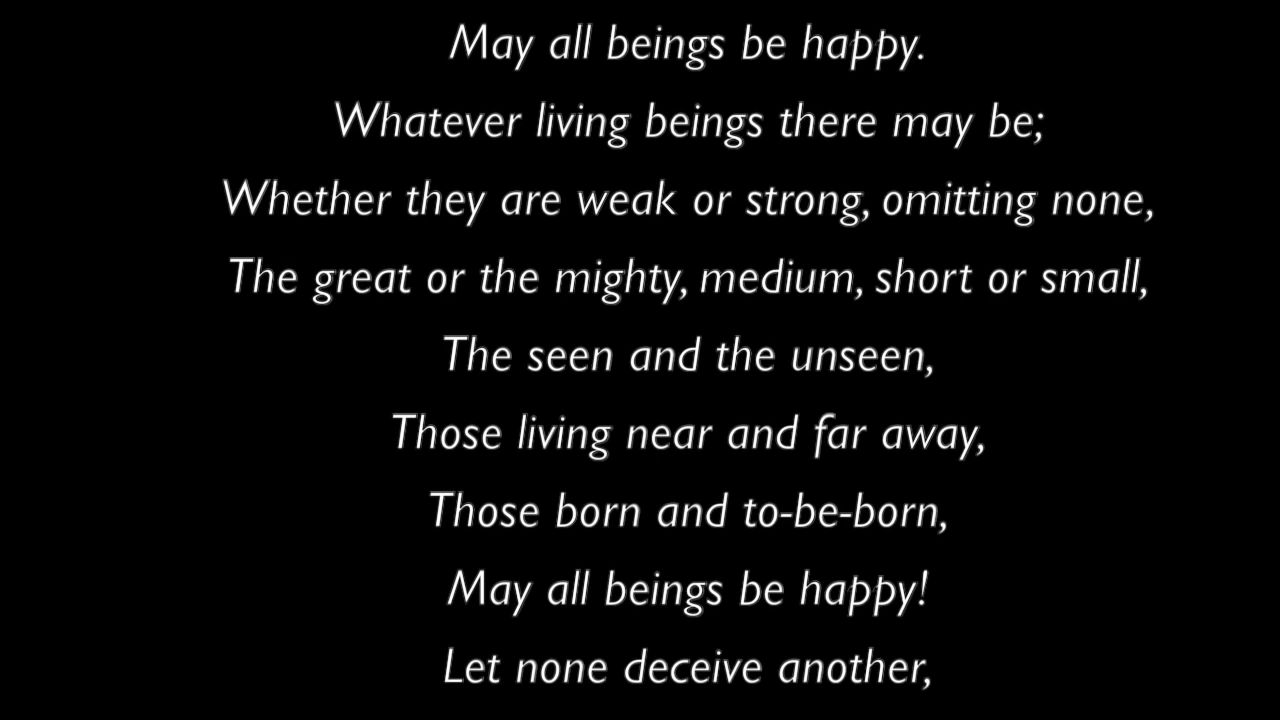 May all beings be happy.
Whatever living beings there may be;
Whether they are weak or strong, omitting none,
The great or the mighty, medium, short or small,
The seen and the unseen,
Those living near and far away,
Those born and to-be-born,
May all beings be happy!
Let none deceive another,